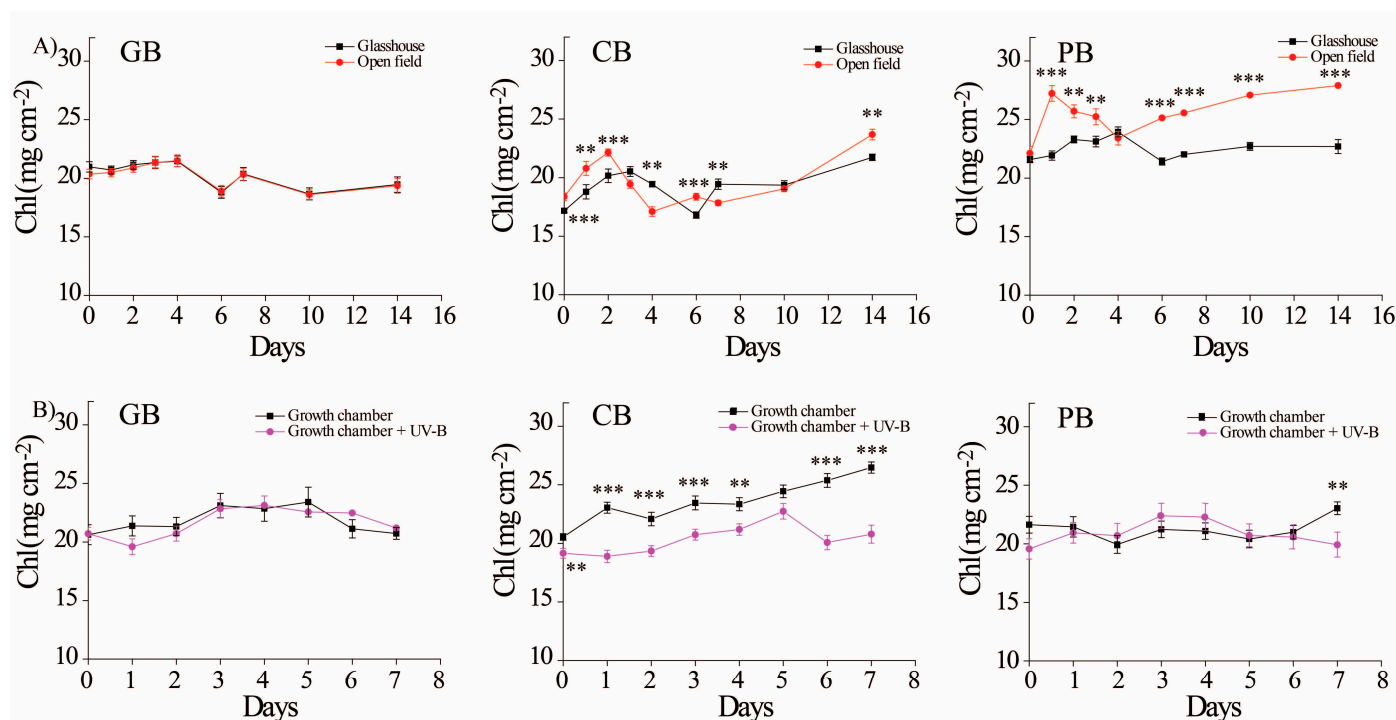 A)
GB
Glasshouse
Open field
Chl(mg cm-2)
30
25
20
15
10
0 2 4 6 8 10 12 14 16
Days
CB
Glasshouse
Open field
Chl(mg cm-2)
30
25
20
15
10
** *** ** *** ** **
***
0 2 4 6 8 10 12 14 16
Days
PB
Glasshouse
Open field
Chl(mg cm-2)
30
25
20
15
10
*** ** ** *** *** *** ***
0 2 4 6 8 10 12 14 16
Days
B)
GB
Growth chamber
Growth chamber + UV-B
Chl(mg cm-2)
30
25
20
15
10
0 1 2 3 4 5 6 7 8
Days
CB
Growth chamber
Growth chamber + UV-B
Chl(mg cm-2)
30
25
20
15
10
*** *** *** ** *** ***
**
0 1 2 3 4 5 6 7 8
Days
PB
Growth chamber
Growth chamber + UV-B
Chl(mg cm-2)
30
25
20
15
10
**
0 1 2 3 4 5 6 7 8
Days